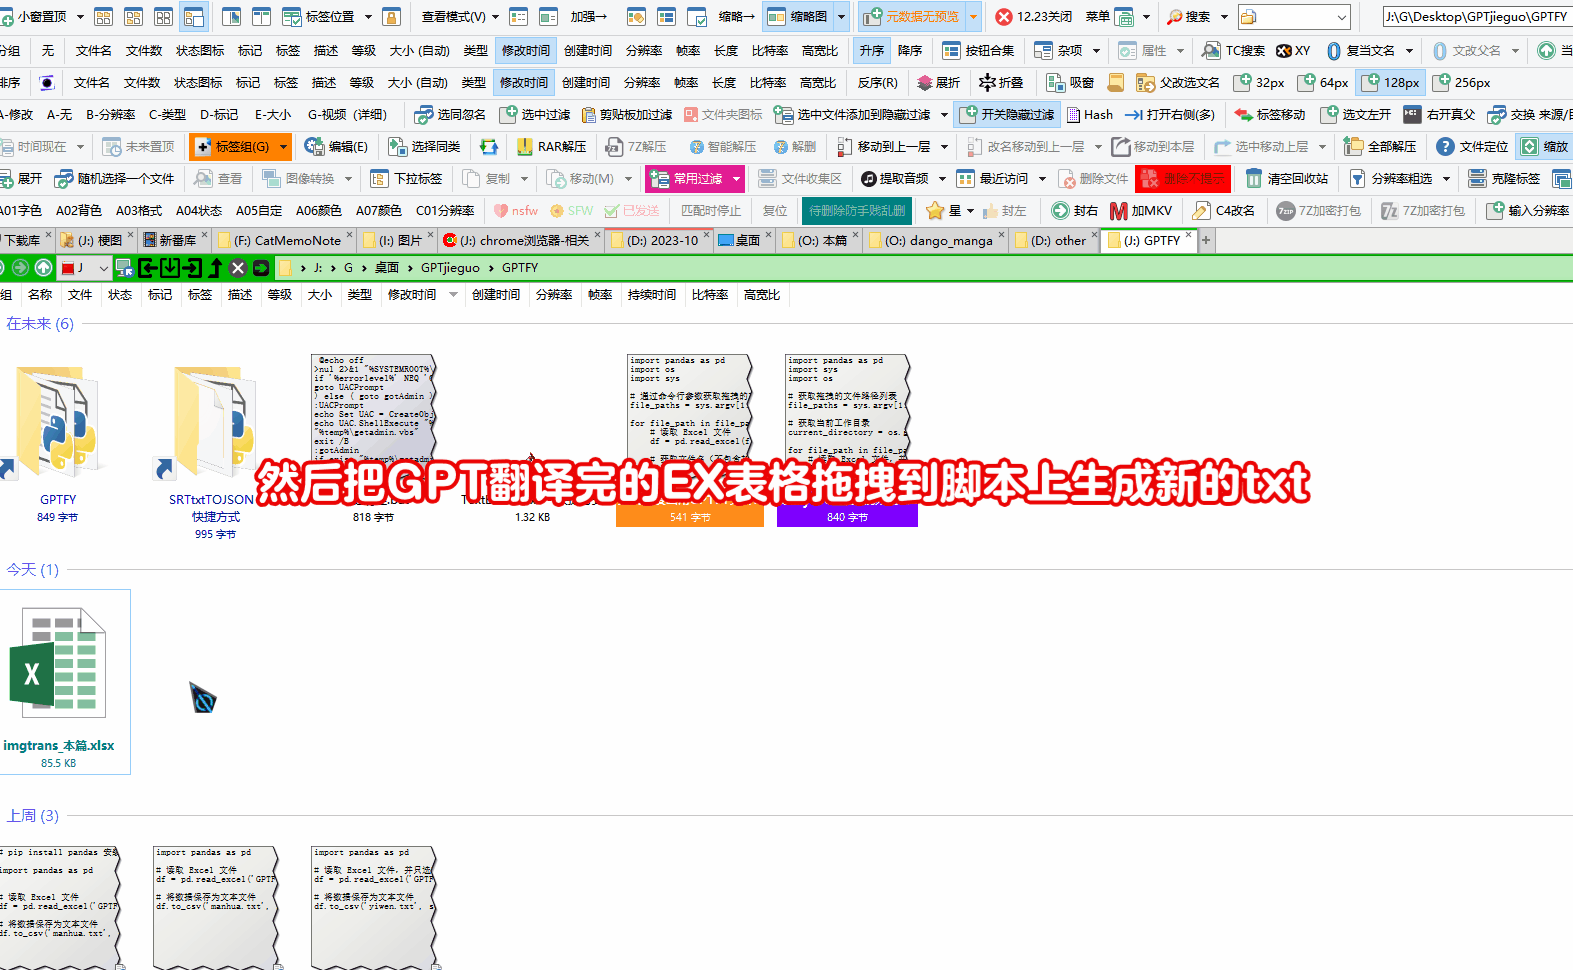 小窗置顶 标签位置 查看模式(V) 加强→ 缩略→ 缩略图 元数据无预览 12.23关闭 菜单 搜索 J:\G\Desktop\GPTjieguo\GPTFY
分组 无 文件名 文件数 状态图标 标记 标签 描述 等级 大小 (自动) 类型 修改时间 创建时间 分辨率 帧率 长度 比特率 高宽比 升序 降序 按钮合集 杂项 属性 TC搜索 XY 复当文名 文改父名 当
排序 文件名 文件数 状态图标 标记 标签 描述 等级 大小 (自动) 类型 修改时间 创建时间 分辨率 帧率 长度 比特率 高宽比 反序(R) 展折 折叠 吸窗 父改选文名 32px 64px 128px 256px
A-修改 A-无 B-分辨率 C-类型 D-标记 E-大小 G-视频 (详细) 选同忽名 选中过滤 剪贴板加过滤 文件夹图标 选中文件添加到隐藏过滤 开关隐藏过滤 Hash 打开右侧(多) 标签移动 选文左开 右开真父 交换 来源/目
时间现在 未来置顶 标签组(G) 编辑(E) 选择同类 RAR解压 7Z解压 智能解压 解删 移动到上一层 改名移动到上一层 移动到本层 选中移动上层 全部解压 文件定位 缩放
展开 随机选择一个文件 查看 图像转换 下拉标签 复制 移动(M) 常用过滤 文件收集区 提取音频 最近访问 删除文件 删除不提示 清空回收站 分辨率粗选 克隆标签
A01字色 A02背色 A03格式 A04状态 A05自定 A06颜色 A07颜色 C01分辨率 nsfw SFW 已发送 匹配时停止 复位 待删除防手贱乱删 星 封左 封右 加MKV C4改名 7Z加密打包 7Z加密打包 输入分辨率
下载库 (J:) 梗图 新番库 (F:) CatMemoNote (I:) 图片 (J:) chrome浏览器-相关 (D:) 2023-10 桌面 (O:) 本篇 (O:) dango_manga (D:) other (J:) GPTFY
J J: G 桌面 GPTjieguo GPTFY
组 名称 文件 状态 标记 标签 描述 等级 大小 类型 修改时间 创建时间 分辨率 帧率 持续时间 比特率 高宽比
在未来 (6)
@echo off
>nul 2>&1 "%SYSTEMROOT%\
if '%errorlevel%' NEQ '(
goto UACPrompt
) else ( goto gotAdmin )
:UACPrompt
echo Set UAC = CreateObj
echo UAC.ShellExecute "%
"%temp%\getadmin.vbs"
exit /B
:gotAdmin
import pandas as pd
import os
import sys
# 通过命令行参数获取拖拽的
file_paths = sys.argv[1
for file_path in file_pa
# 读取 Excel 文件
df = pd.read_excel(f
import pandas as pd
import sys
import os
# 获取拖拽的文件路径列表
file_paths = sys.argv[1
# 获取当前工作目录
current_directory = os.
for file_path in file_pa
然后把GPT翻译完的EX表格拖拽到脚本上生成新的txt
GPTFY
849 字节
SRTtxtTOJSON
快捷方式
995 字节
818 字节
1.32 KB
541 字节
840 字节
今天 (1)
X
imgtrans_本篇.xlsx
85.5 KB
上周 (3)
# pip install pandas 安装
import pandas as pd
# 读取 Excel 文件
df = pd.read_excel('GPTF
# 将数据保存为文本文件
df.to_csv('manhua.txt',
import pandas as pd
# 读取 Excel 文件
df = pd.read_excel('GPTF
# 将数据保存为文本文件
df.to_csv('manhua.txt',
import pandas as pd
# 读取 Excel 文件，并只选
df = pd.read_excel('GPTF
# 将数据保存为文本文件
df.to_csv('yiwen.txt', s